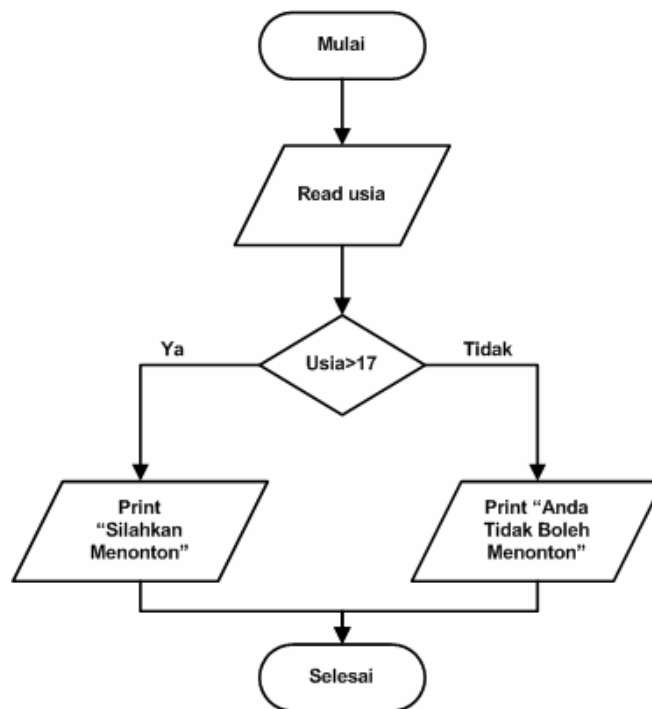 Mulai
Read usia
Usia>17
Ya
Tidak
Print
“Silahkan
Menonton”
Print “Anda
Tidak Boleh
Menonton”
Selesai